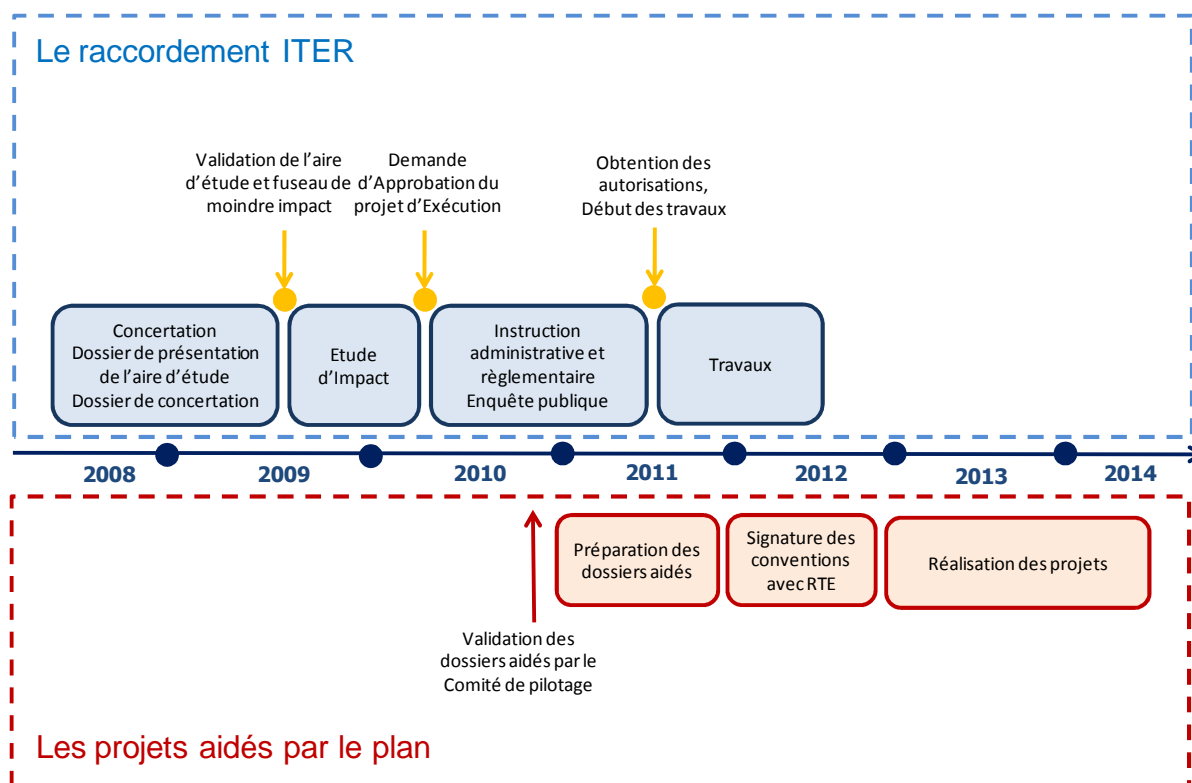 Le raccordement ITER
Validation de l'aire
d'étude et fuseau de
moindre impact
Demande
d'Approbation du
projet d'Exécution
Obtention des
autorisations,
Début des travaux
Concertation
Dossier de présentation
de l'aire d'étude
Dossier de concertation
Etude
d'Impact
Instruction
administrative et
règlementaire
Enquête publique
Travaux
2008
2009
2010
2011
2012
2013
2014
Préparation des
dossiers aidés
Signature des
conventions
avec RTE
Réalisation des projets
Validation des
dossiers aidés par le
Comité de pilotage
Les projets aidés par le plan